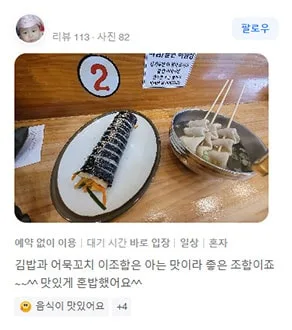 리뷰 113 · 사진 82
팔로우
2
예약 없이 이용 | 대기 시간 바로 입장 | 일상 | 혼자
김밥과 어묵꼬치 이조합은 아는 맛이라 좋은 조합이죠
~~^^ 맛있게 혼밥했어요^^
음식이 맛있어요 +4